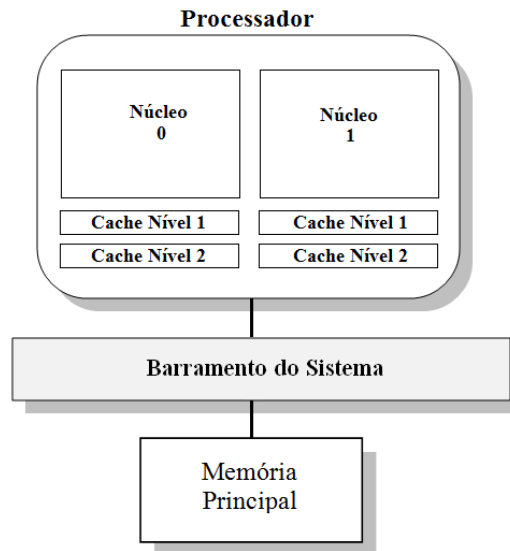 Processador
Núcleo
0
Núcleo
1
Cache Nível 1
Cache Nível 1
Cache Nível 2
Cache Nível 2
Barramento do Sistema
Memória
Principal